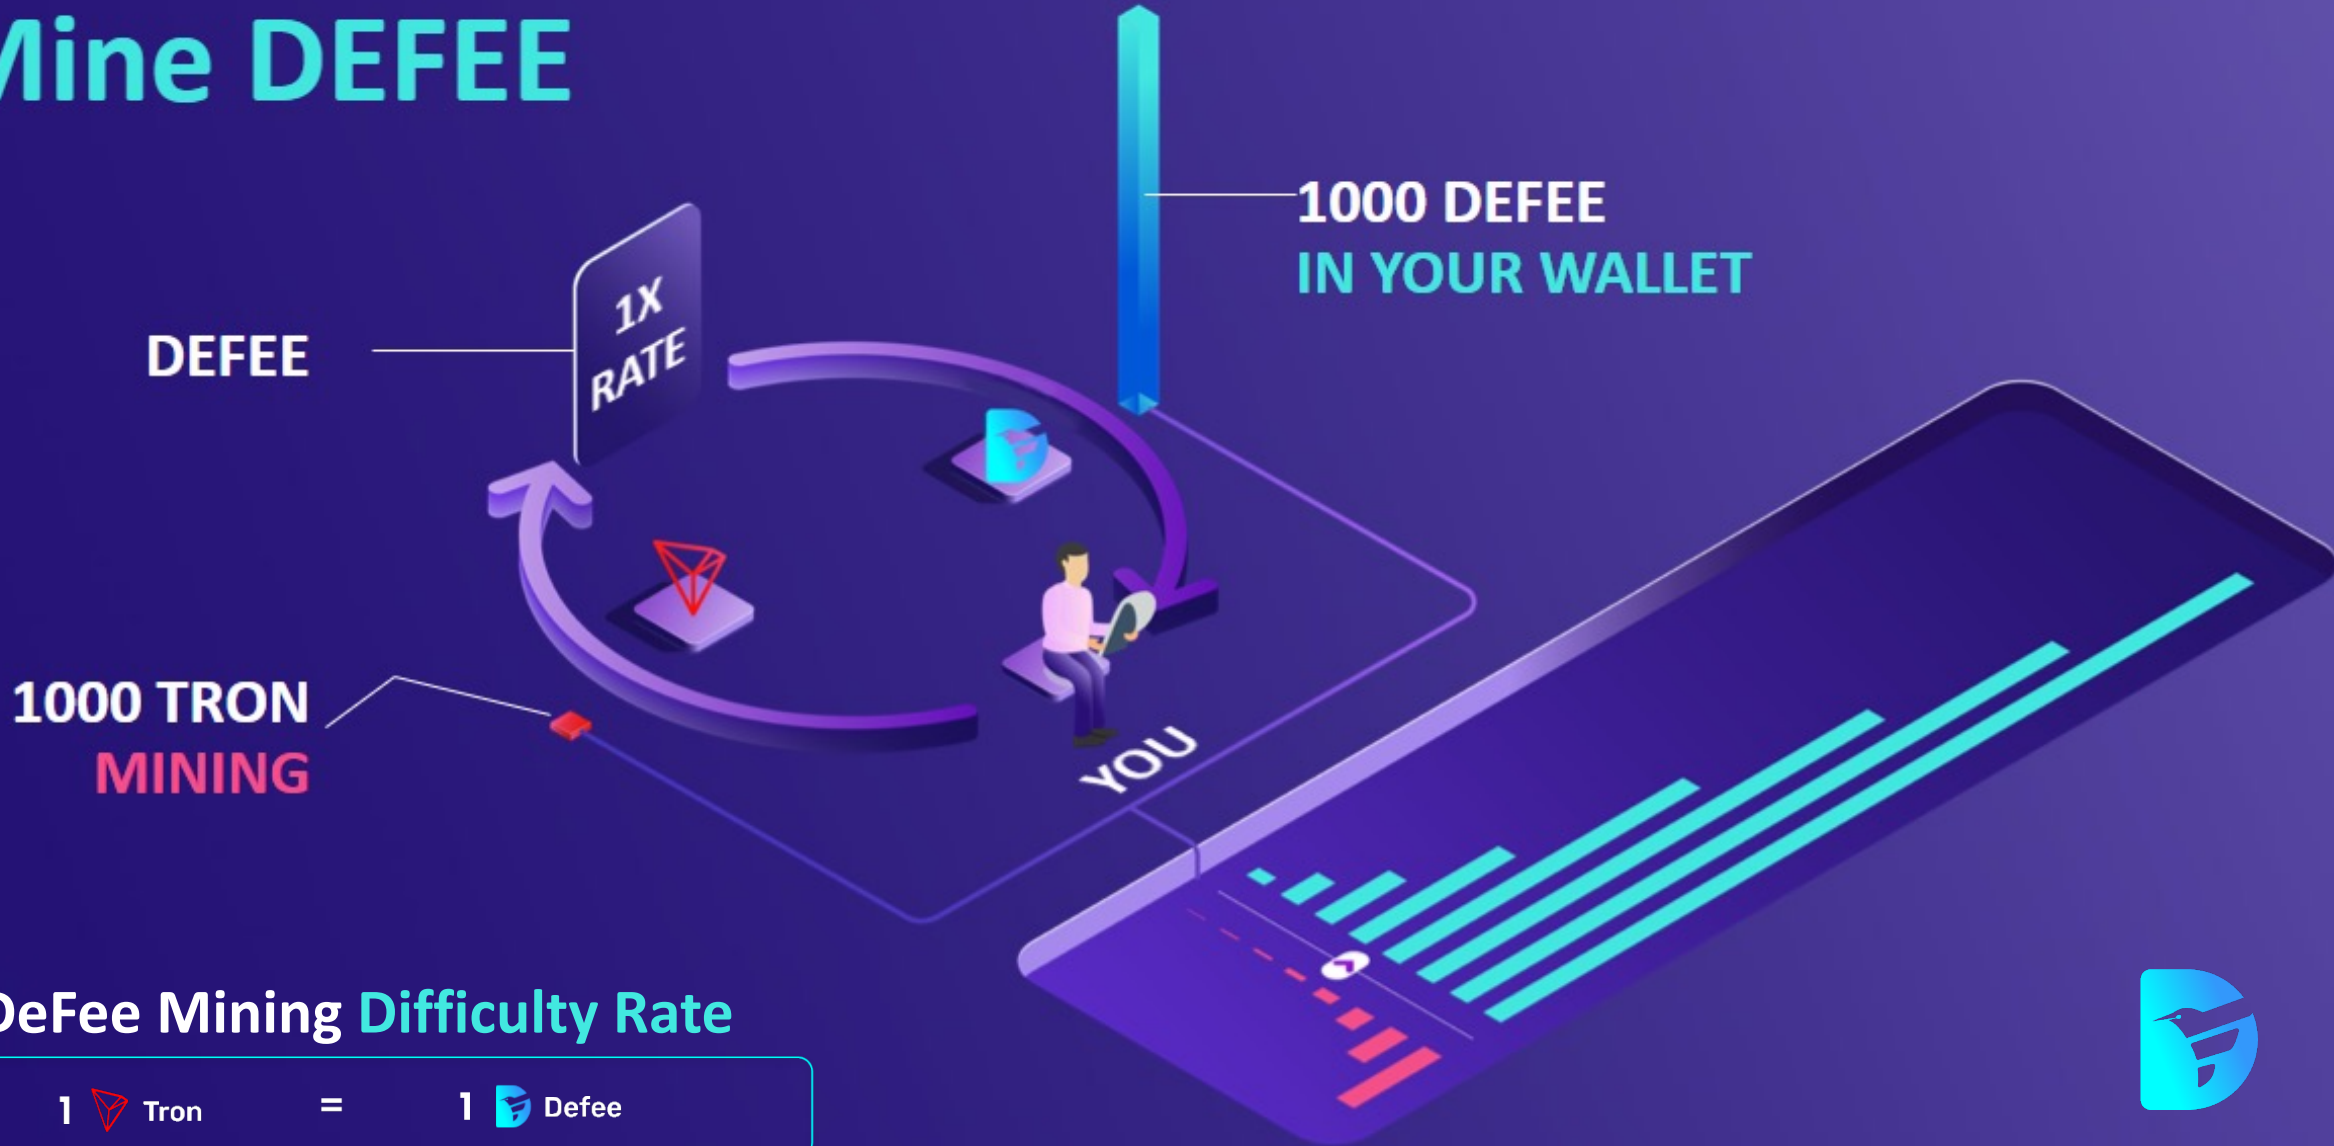 Mine DEFEE
1000 DEFEE
IN YOUR WALLET
1X
RATE
DEFEE
1000 TRON
MINING
YOU
DeFee Mining Difficulty Rate
1 Tron = 1 Defee